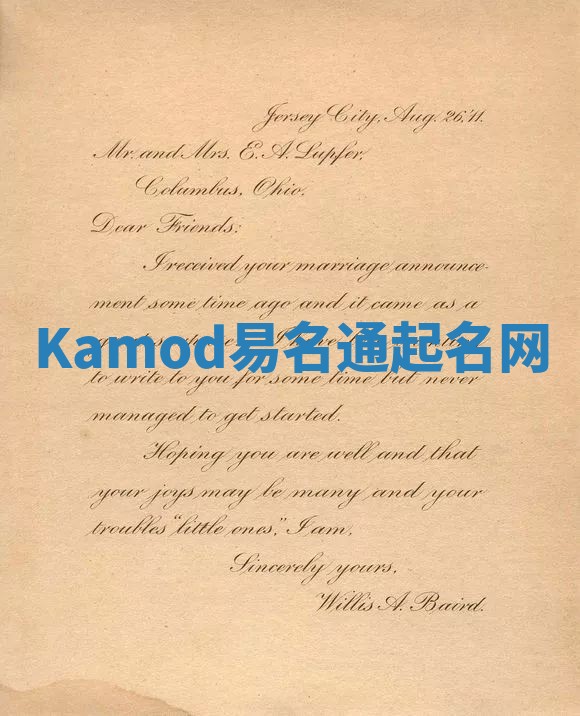 Jersey City, Aug. 26,'11.
Mr. and Mrs. E. A. Lupfer,
Columbus, Ohio.
Dear Friends:
I received your marriage announce-
ment some time ago and it came as a
Kamod易名通起名网
to write to you for some time but never
managed to get started.
Hoping you are well and that
your joys may be many and your
troubles "little ones," I am,
Sincerely yours,
Willis A. Baird.